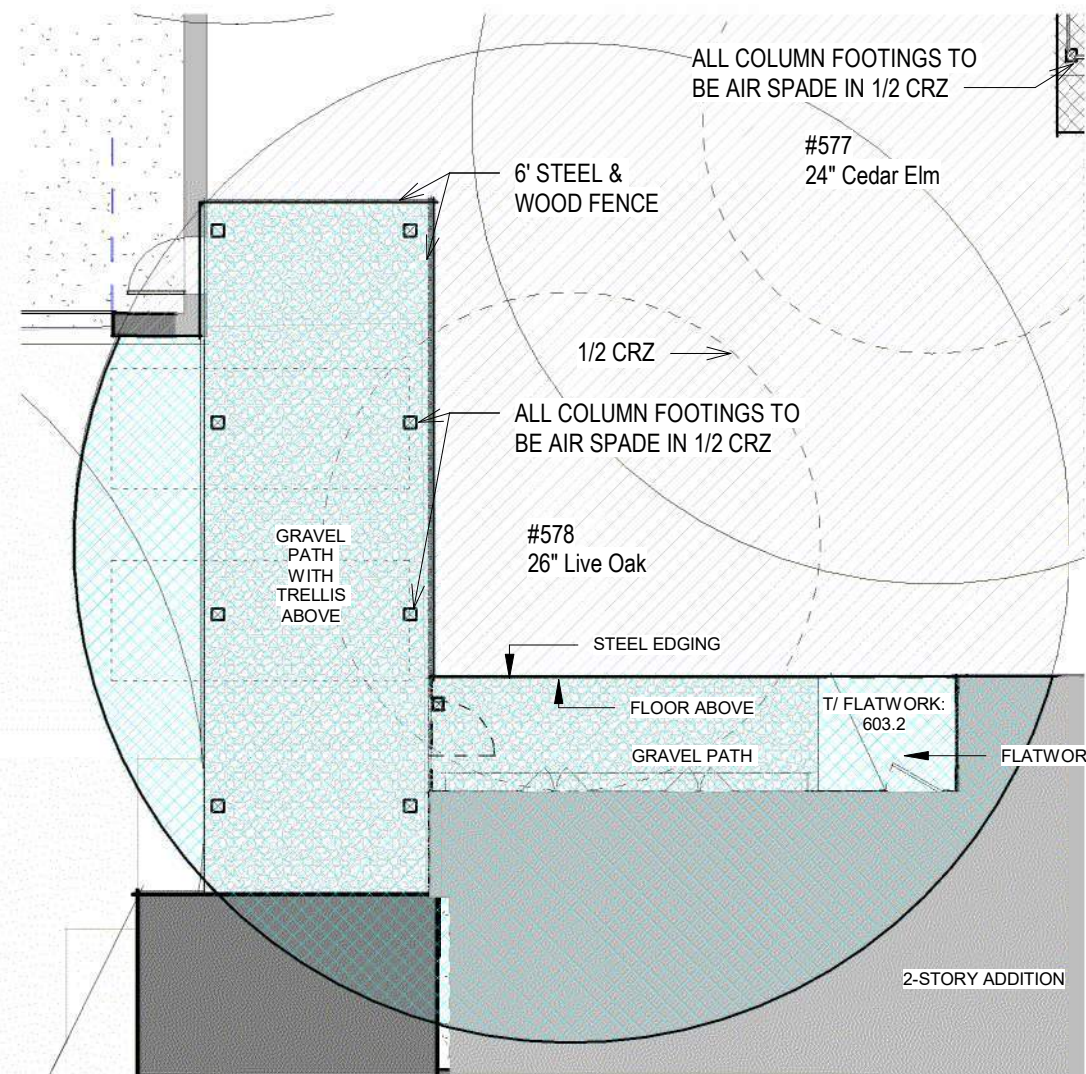 ALL COLUMN FOOTINGS TO
BE AIR SPADE IN 1/2 CRZ
#577
24" Cedar Elm
6' STEEL &
WOOD FENCE
1/2 CRZ
ALL COLUMN FOOTINGS TO
BE AIR SPADE IN 1/2 CRZ
#578
26" Live Oak
GRAVEL
PATH
WITH
TRELLIS
ABOVE
STEEL EDGING
FLOOR ABOVE
T/ FLATWORK:
603.2
GRAVEL PATH
FLATWOR
2-STORY ADDITION